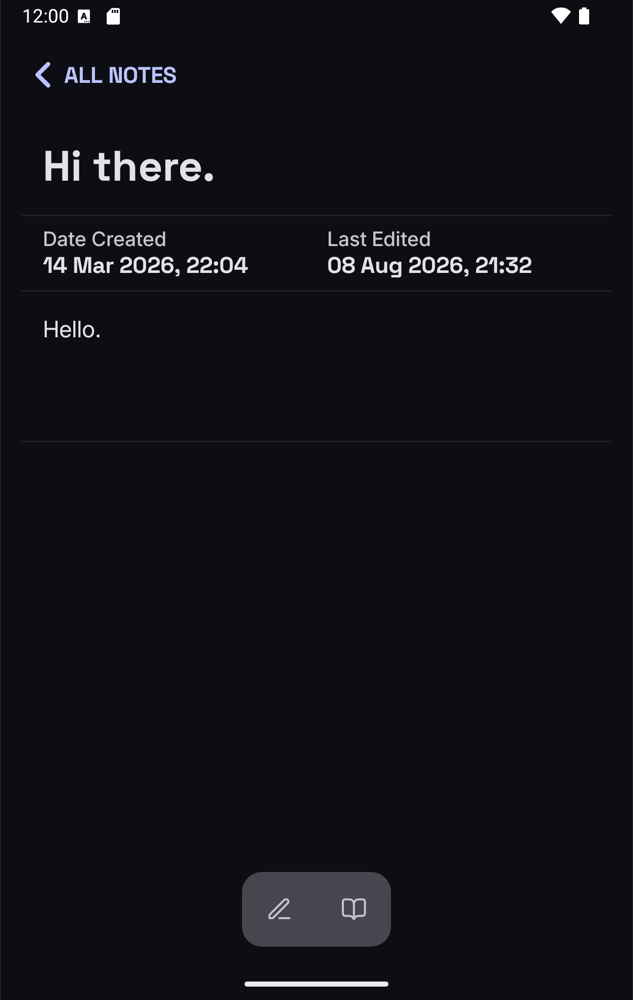 12:00
ALL NOTES
Hi there.
Date Created
14 Mar 2026, 22:04
Last Edited
08 Aug 2026, 21:32
Hello.